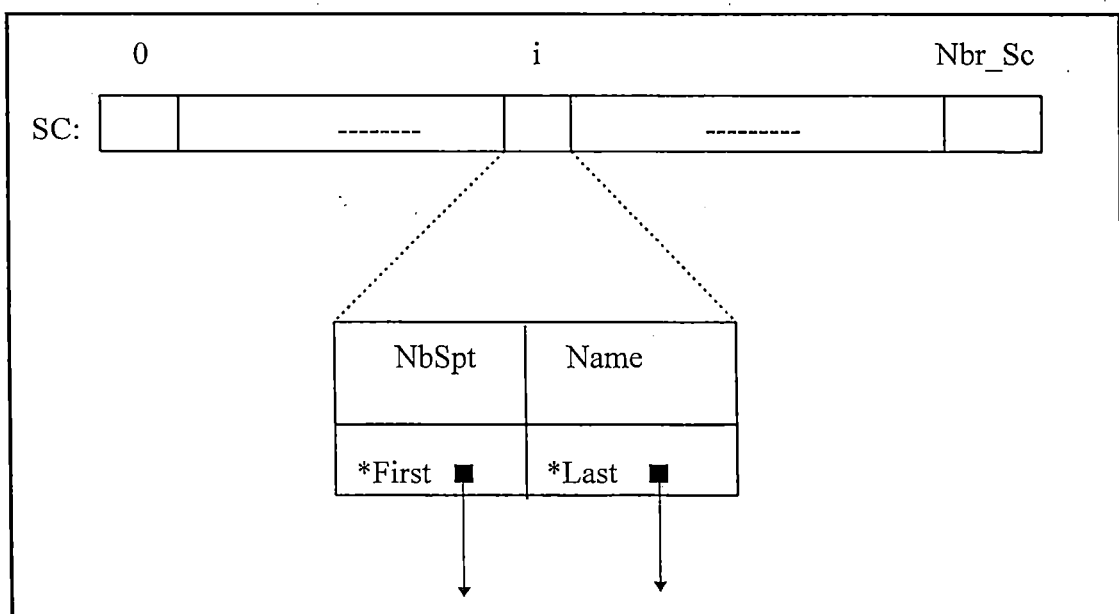 0 i Nbr_Sc
SC: -------- ---------
NbSpt Name
*First *Last